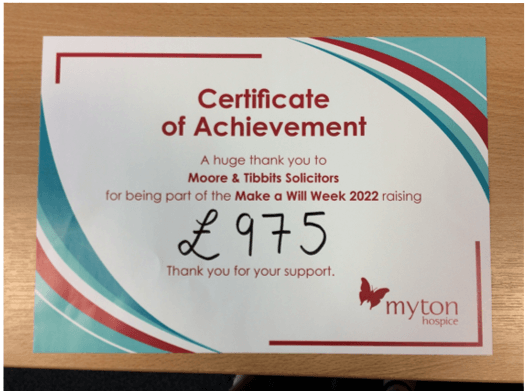 Certificate
of Achievement
A huge thank you to
Moore & Tibbits Solicitors
for being part of the Make a Will Week 2022 raising
£975
Thank you for your support.
myton
hospice